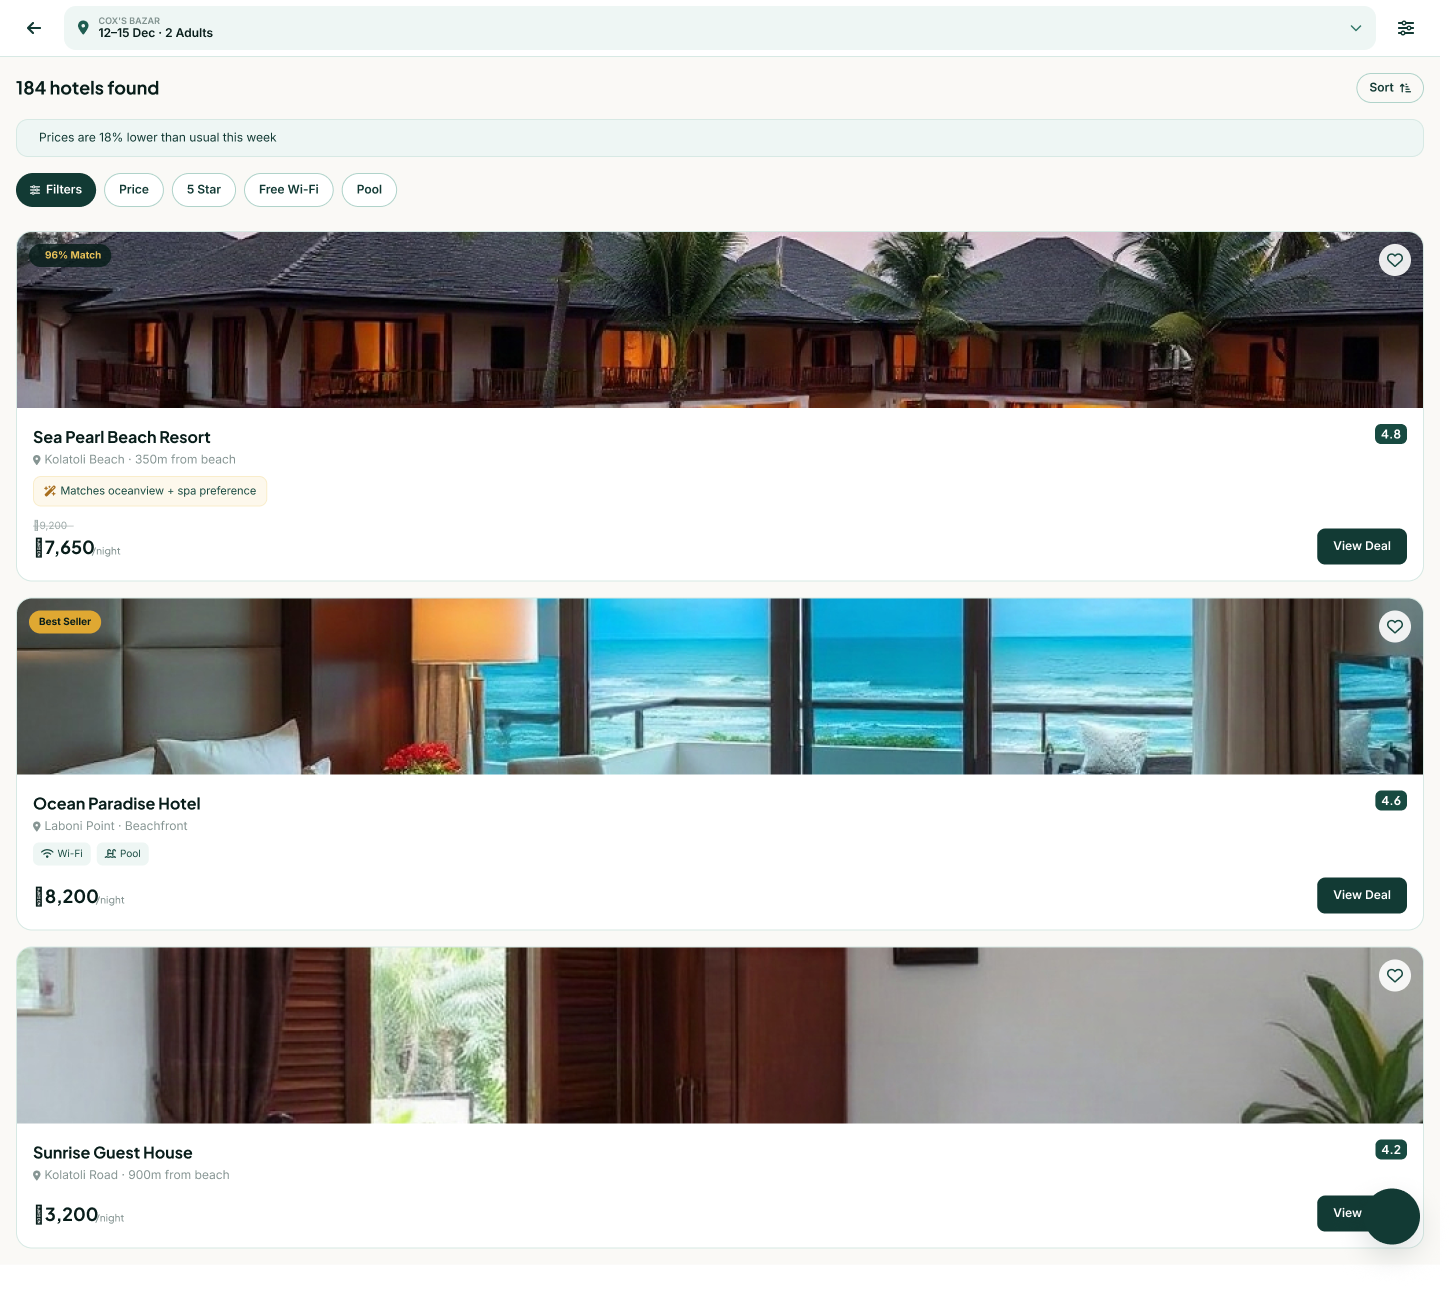 COX'S BAZAR
12–15 Dec · 2 Adults
184 hotels found
Sort
Prices are 18% lower than usual this week
Filters
Price
5 Star
Free Wi-Fi
Pool
96% Match
Sea Pearl Beach Resort
4.8
Kolatoli Beach · 350m from beach
Matches oceanview + spa preference
9,200
7,650/night
View Deal
Best Seller
Ocean Paradise Hotel
4.6
Laboni Point · Beachfront
Wi-Fi
Pool
8,200/night
View Deal
Sunrise Guest House
4.2
Kolatoli Road · 900m from beach
3,200/night
View